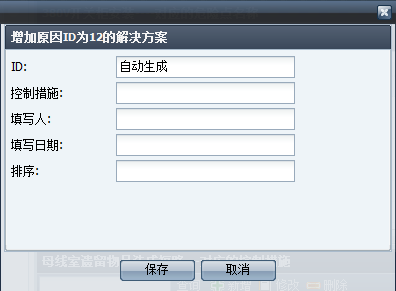 增加原因ID为12的解决方案
ID: 自动生成
控制措施:
填写人:
填写日期:
排序:
保存 取消